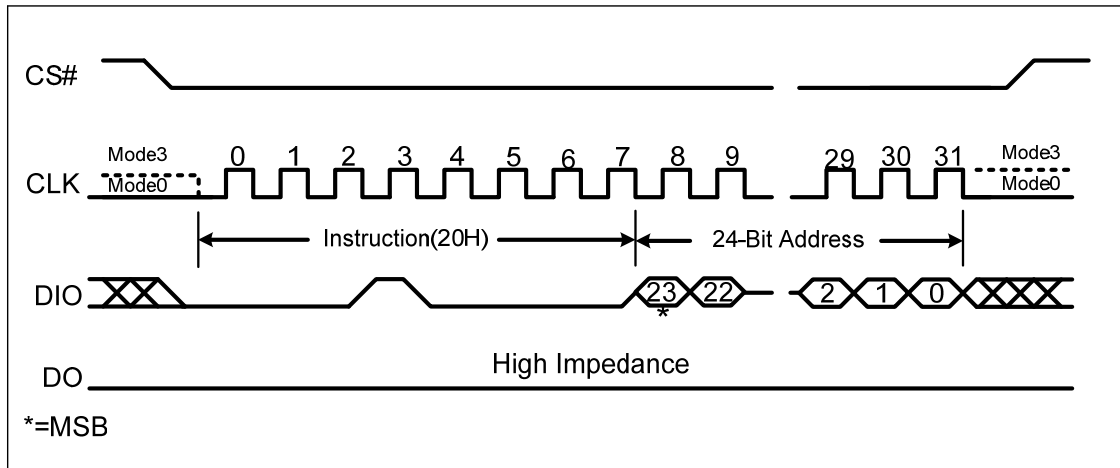 CS#
Mode3
Mode0
CLK
0 1 2 3 4 5 6 7 8 9 29 30 31
Mode3
Mode0
Instruction(20H)
24-Bit Address
DIO
23 22 2 1 0
*
High Impedance
DO
*=MSB